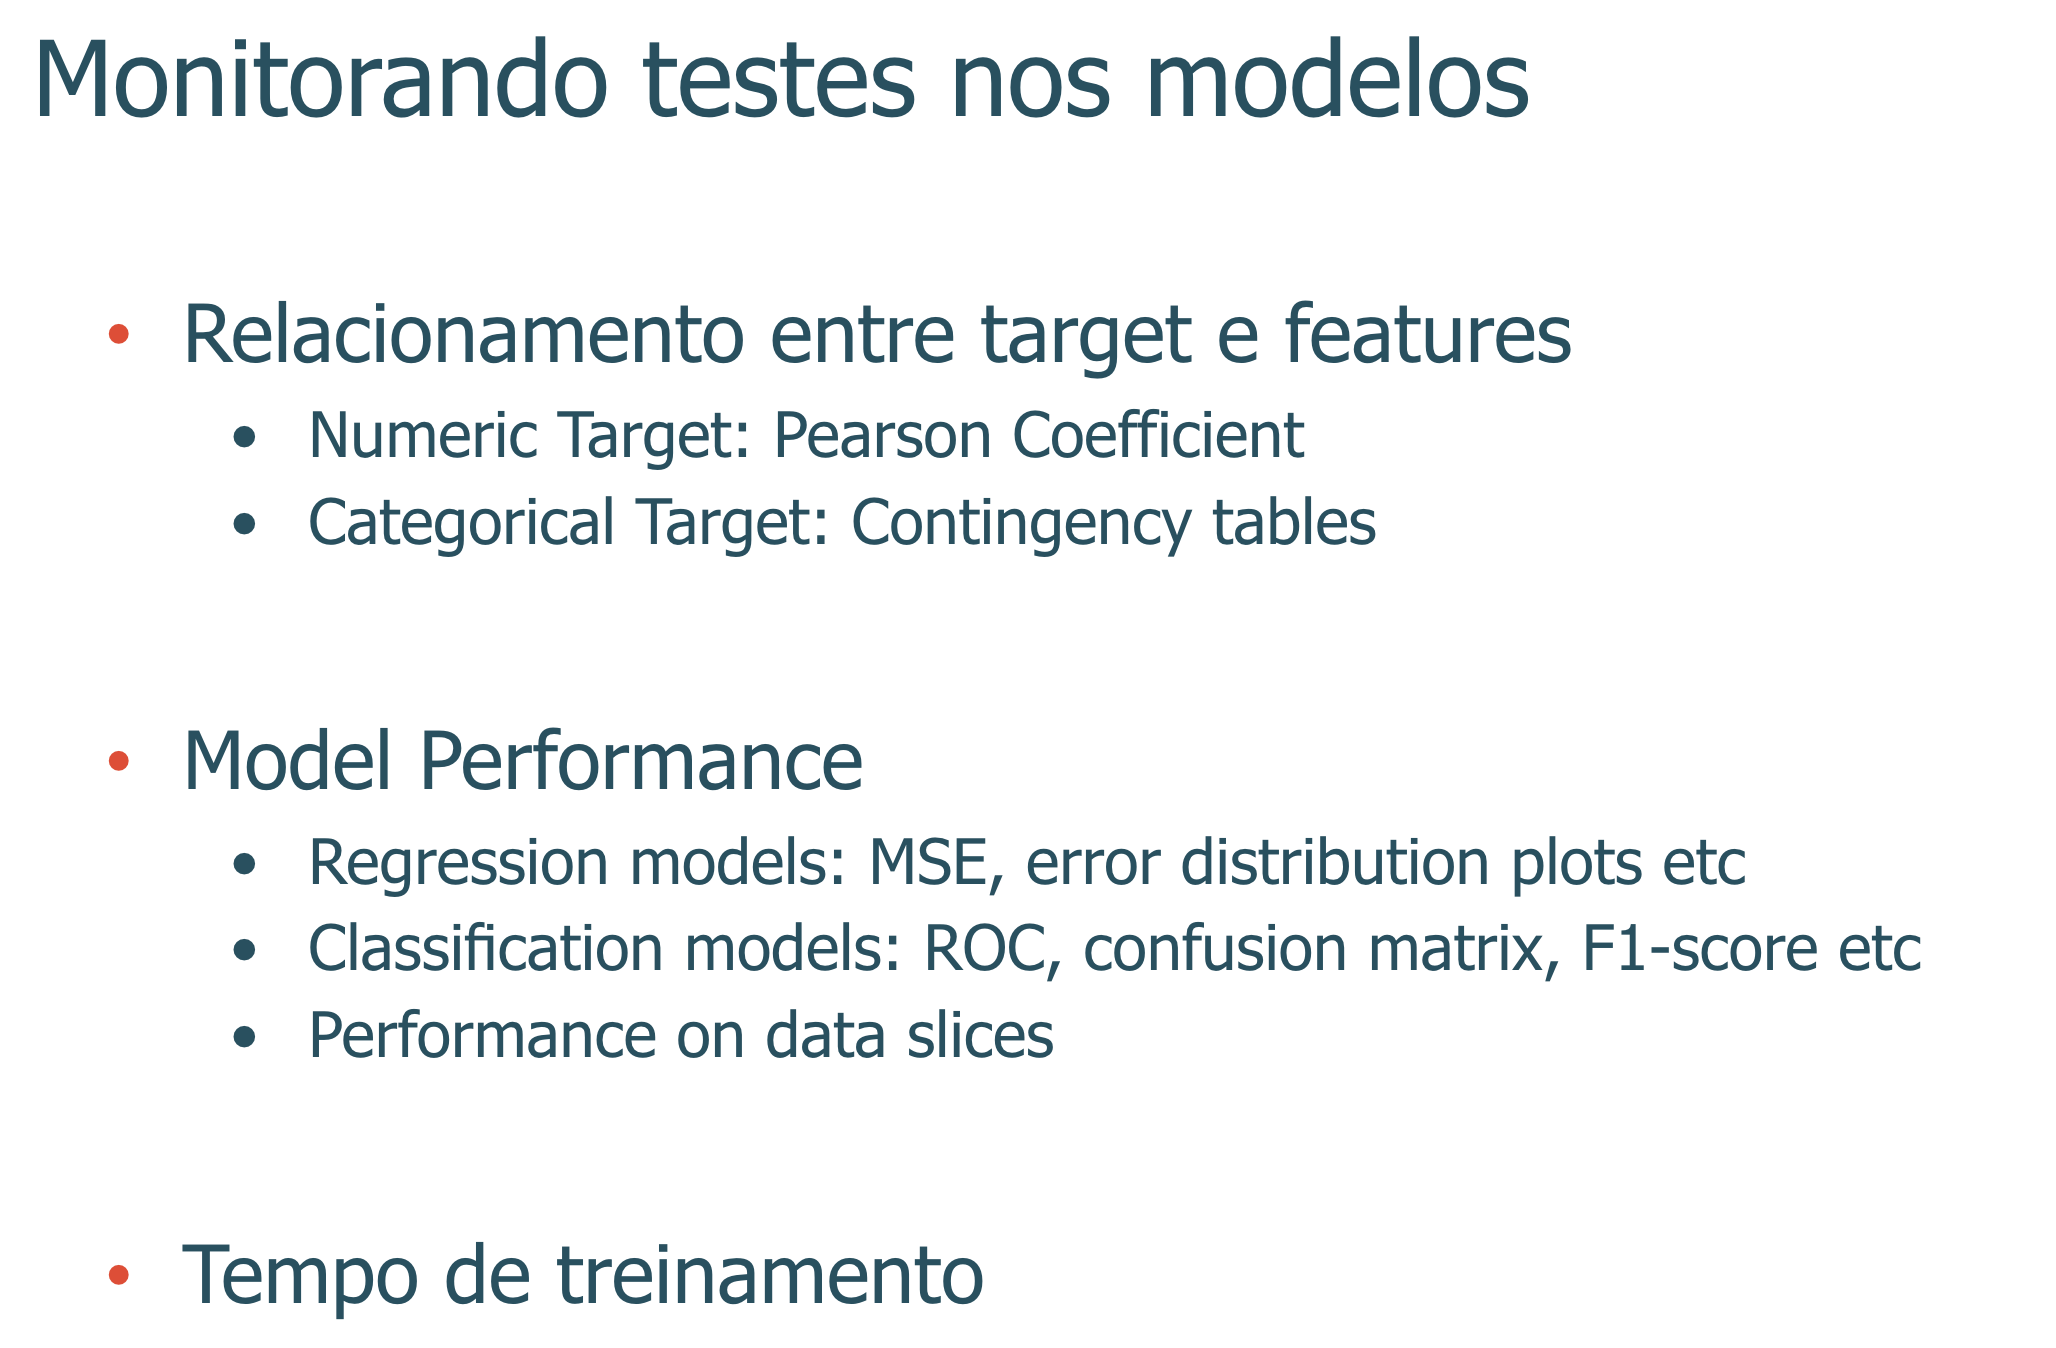 Monitorando testes nos modelos
• Relacionamento entre target e features
• Numeric Target: Pearson Coefficient
• Categorical Target: Contingency tables
• Model Performance
• Regression models: MSE, error distribution plots etc
• Classification models: ROC, confusion matrix, F1-score etc
• Performance on data slices
• Tempo de treinamento